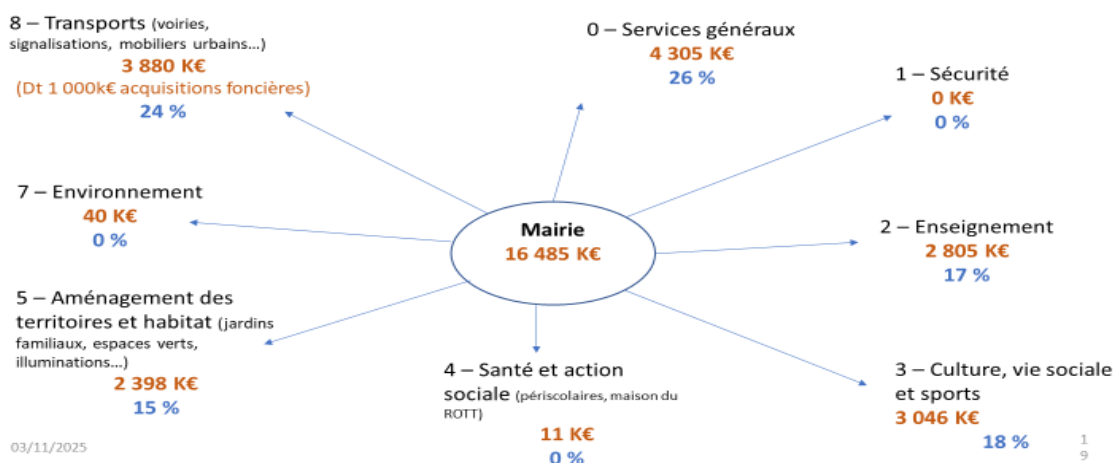 8 – Transports (voiries,
signalisations, mobiliers urbains…)
3 880 K€
(Dt 1 000k€ acquisitions foncières)
24 %
0 – Services généraux
4 305 K€
26 %
1 – Sécurité
0 K€
0 %
7 – Environnement
40 K€
0 %
Mairie
16 485 K€
2 – Enseignement
2 805 K€
17 %
5 – Aménagement des
territoires et habitat (jardins
familiaux, espaces verts,
illuminations…)
2 398 K€
15 %
4 – Santé et action
sociale (périscolaires, maison du
ROTT)
11 K€
0 %
3 – Culture, vie sociale
et sports
3 046 K€
18 %
03/11/2025
1
9